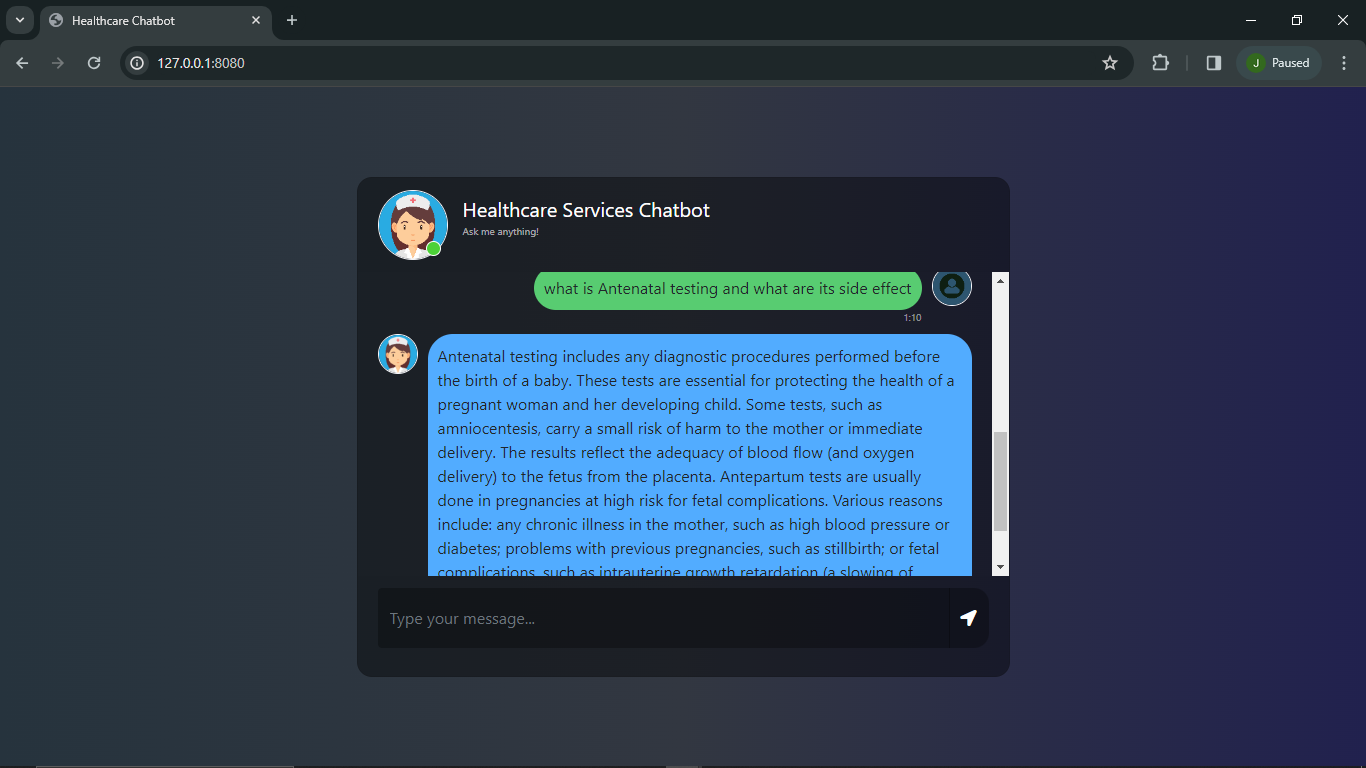 Healthcare Chatbot
127.0.0.1:8080
J Paused
Healthcare Services Chatbot
Ask me anything!
what is Antenatal testing and what are its side effect
1:10
Antenatal testing includes any diagnostic procedures performed before
the birth of a baby. These tests are essential for protecting the health of a
pregnant woman and her developing child. Some tests, such as
amniocentesis, carry a small risk of harm to the mother or immediate
delivery. The results reflect the adequacy of blood flow (and oxygen
delivery) to the fetus from the placenta. Antepartum tests are usually
done in pregnancies at high risk for fetal complications. Various reasons
include: any chronic illness in the mother, such as high blood pressure or
diabetes; problems with previous pregnancies, such as stillbirth; or fetal
complications, such as intrauterine growth retardation (a slowing of
Type your message...